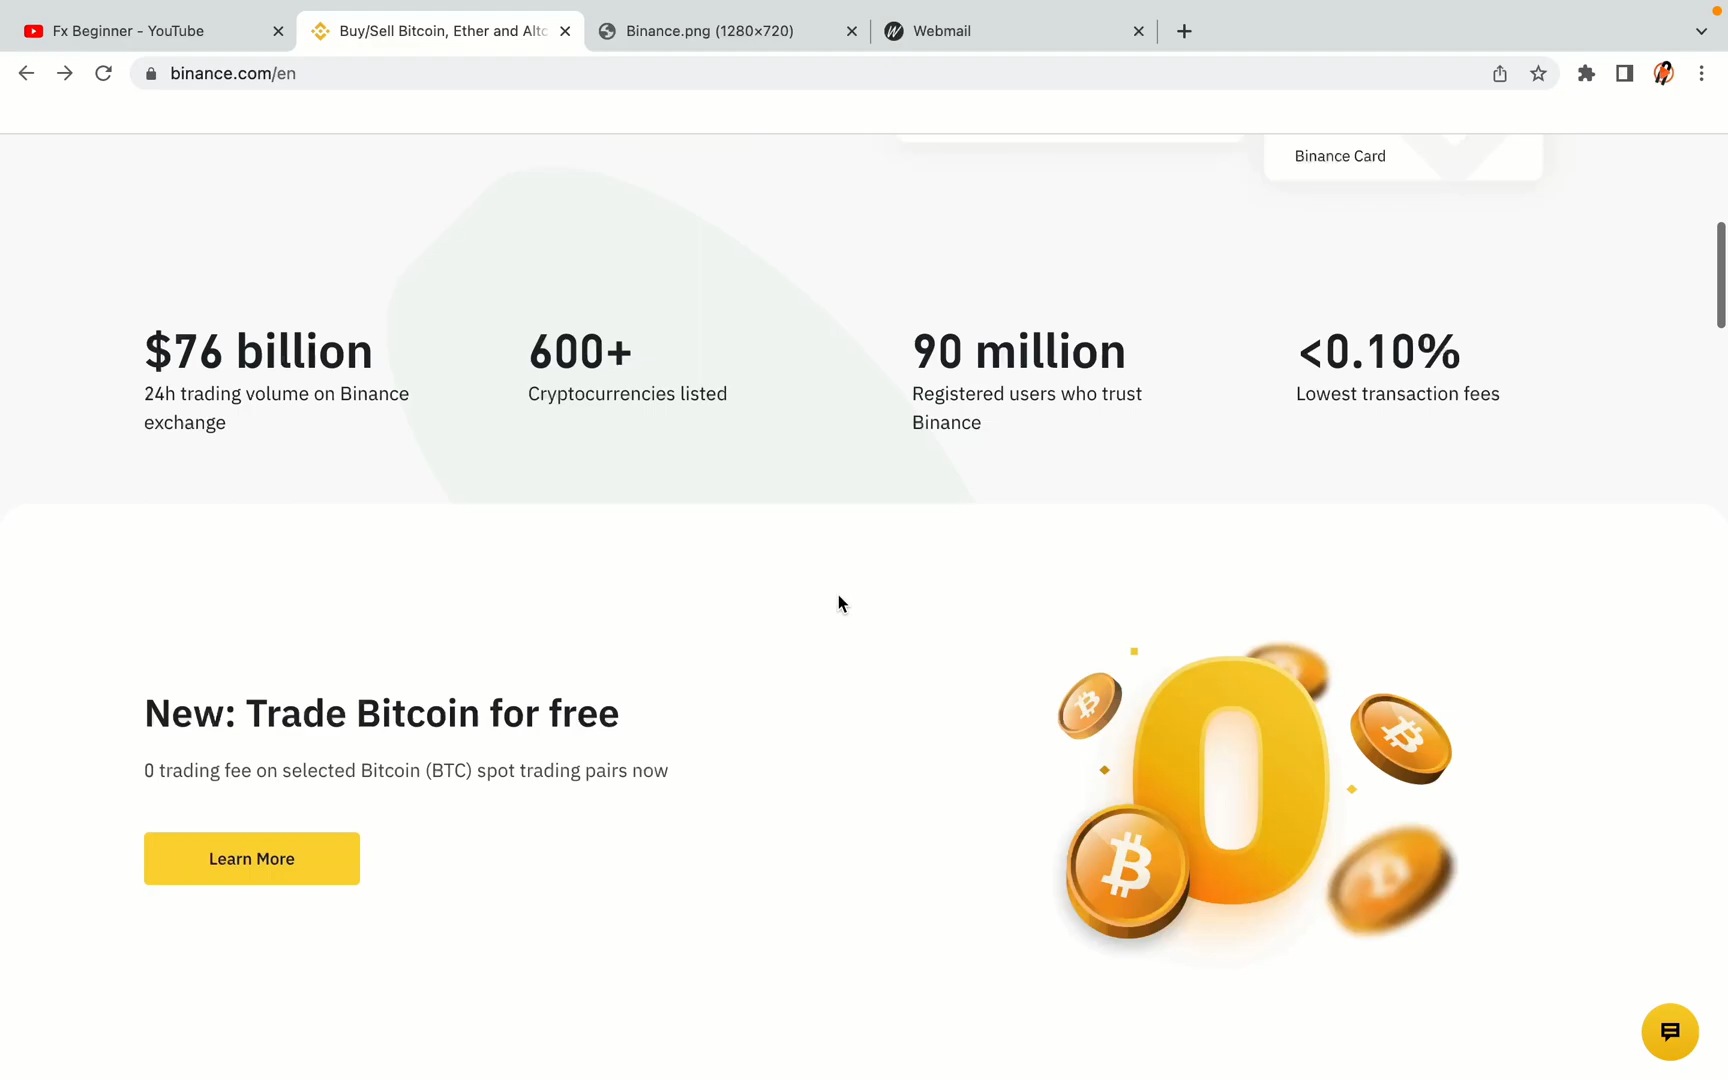 Fx Beginner - YouTube
Buy/Sell Bitcoin, Ether and Altc
Binance.png (1280×720)
Webmail
binance.com/en
Binance Card
$76 billion
24h trading volume on Binance
exchange
600+
Cryptocurrencies listed
90 million
Registered users who trust
Binance
<0.10%
Lowest transaction fees
New: Trade Bitcoin for free
0 trading fee on selected Bitcoin (BTC) spot trading pairs now
Learn More
0